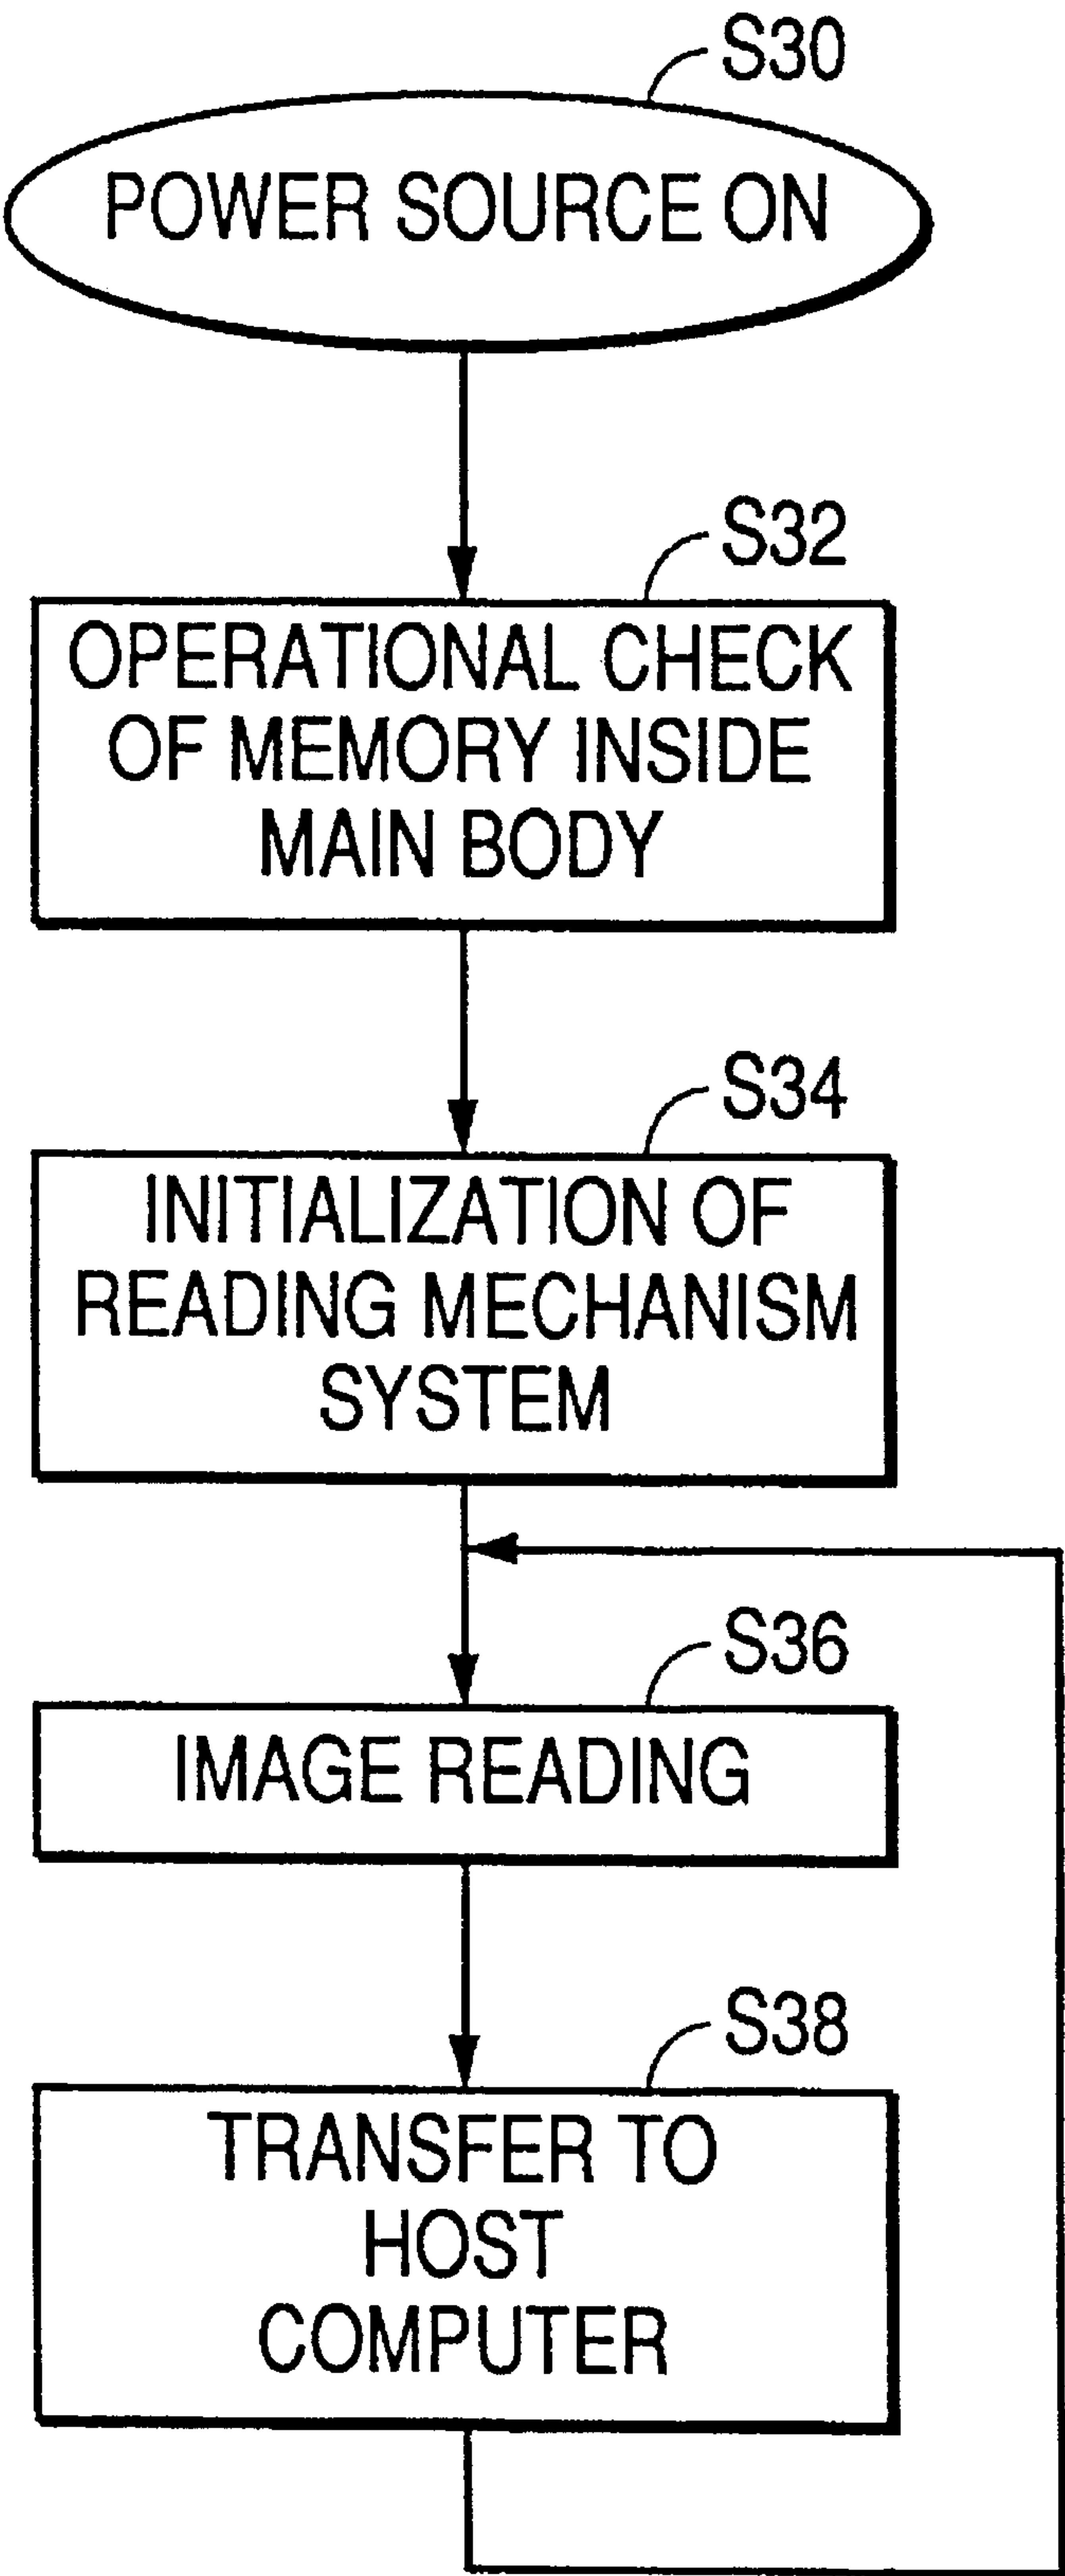 S30
POWER SOURCE ON
S32
OPERATIONAL CHECK
OF MEMORY INSIDE
MAIN BODY
S34
INITIALIZATION OF
READING MECHANISM
SYSTEM
S36
IMAGE READING
S38
TRANSFER TO
HOST
COMPUTER